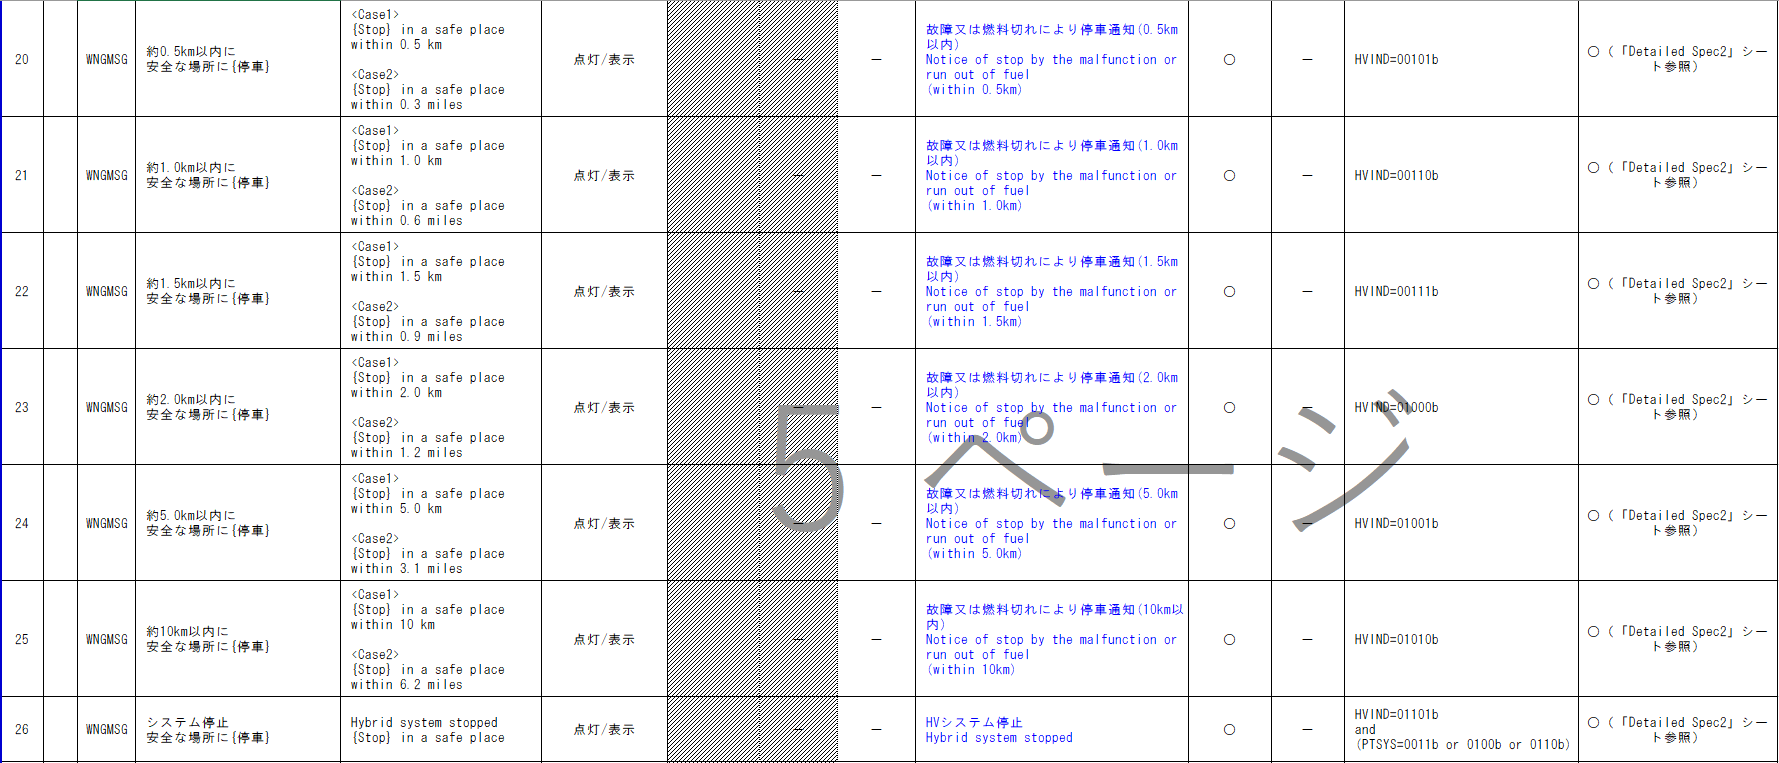 20
WNGMSG
約0.5km以内に
安全な場所に{停車}
<Case1>
{Stop} in a safe place
within 0.5 km
<Case2>
{Stop} in a safe place
within 0.3 miles
点灯/表示
－
－
故障又は燃料切れにより停車通知(0.5km
以内)
Notice of stop by the malfunction or
run out of fuel
(within 0.5km)
○
－
HVIND=00101b
○（「Detailed Spec2」シー
ト参照）
21
WNGMSG
約1.0km以内に
安全な場所に{停車}
<Case1>
{Stop} in a safe place
within 1.0 km
<Case2>
{Stop} in a safe place
within 0.6 miles
点灯/表示
－
－
故障又は燃料切れにより停車通知(1.0km
以内)
Notice of stop by the malfunction or
run out of fuel
(within 1.0km)
○
－
HVIND=00110b
○（「Detailed Spec2」シー
ト参照）
22
WNGMSG
約1.5km以内に
安全な場所に{停車}
<Case1>
{Stop} in a safe place
within 1.5 km
<Case2>
{Stop} in a safe place
within 0.9 miles
点灯/表示
－
－
故障又は燃料切れにより停車通知(1.5km
以内)
Notice of stop by the malfunction or
run out of fuel
(within 1.5km)
○
－
HVIND=00111b
○（「Detailed Spec2」シー
ト参照）
23
WNGMSG
約2.0km以内に
安全な場所に{停車}
<Case1>
{Stop} in a safe place
within 2.0 km
<Case2>
{Stop} in a safe place
within 1.2 miles
点灯/表示
－
－
故障又は燃料切れにより停車通知(2.0km
以内)
Notice of stop by the malfunction or
run out of fuel
(within 2.0km)
○
－
HVIND=01000b
○（「Detailed Spec2」シー
ト参照）
5 ページ
24
WNGMSG
約5.0km以内に
安全な場所に{停車}
<Case1>
{Stop} in a safe place
within 5.0 km
<Case2>
{Stop} in a safe place
within 3.1 miles
点灯/表示
－
－
故障又は燃料切れにより停車通知(5.0km
以内)
Notice of stop by the malfunction or
run out of fuel
(within 5.0km)
○
－
HVIND=01001b
○（「Detailed Spec2」シー
ト参照）
25
WNGMSG
約10km以内に
安全な場所に{停車}
<Case1>
{Stop} in a safe place
within 10 km
<Case2>
{Stop} in a safe place
within 6.2 miles
点灯/表示
－
－
故障又は燃料切れにより停車通知(10km以
内)
Notice of stop by the malfunction or
run out of fuel
(within 10km)
○
－
HVIND=01010b
○（「Detailed Spec2」シー
ト参照）
26
WNGMSG
システム停止
安全な場所に{停車}
Hybrid system stopped
{Stop} in a safe place
点灯/表示
－
－
HVシステム停止
Hybrid system stopped
○
－
HVIND=01101b
and
(PTSYS=0011b or 0100b or 0110b)
○（「Detailed Spec2」シー
ト参照）